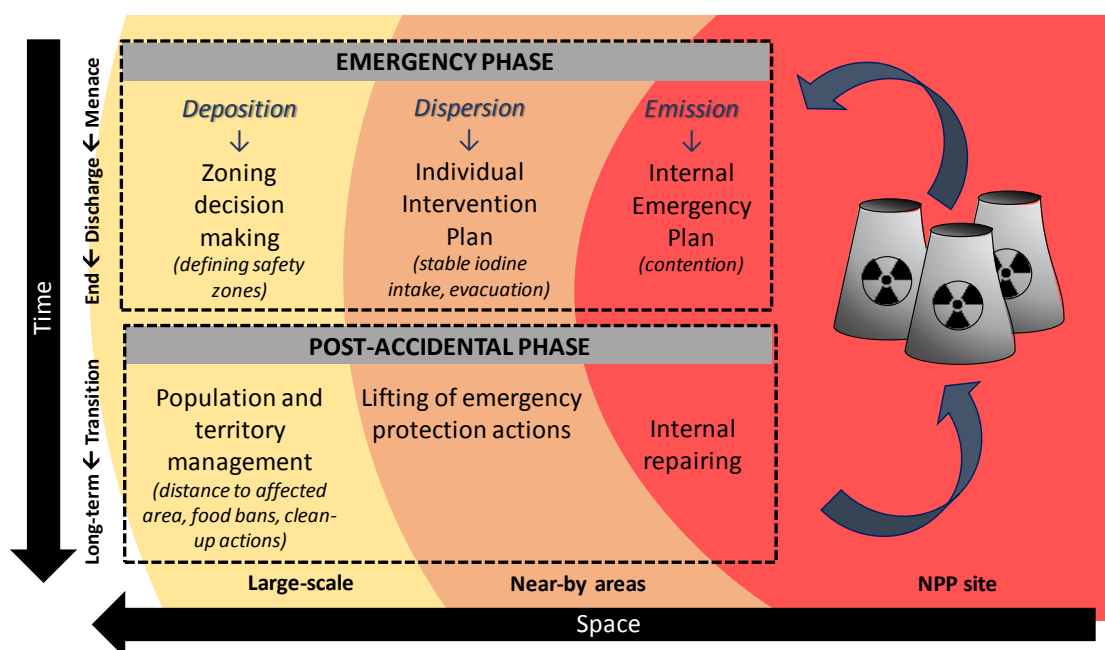 EMERGENCY PHASE
Deposition
↓
Zoning
decision
making
(defining safety
zones)
Dispersion
↓
Individual
Intervention
Plan
(stable iodine
intake, evacuation)
Emission
↓
Internal
Emergency
Plan
(contention)
POST-ACCIDENTAL PHASE
Population and
territory
management
(distance to affected
area, food bans, clean-
up actions)
Lifting of emergency
protection actions
Internal
repairing
Large-scale
Near-by areas
NPP site
Space
Time
End ← Discharge ← Menace
Long-term ← Transition